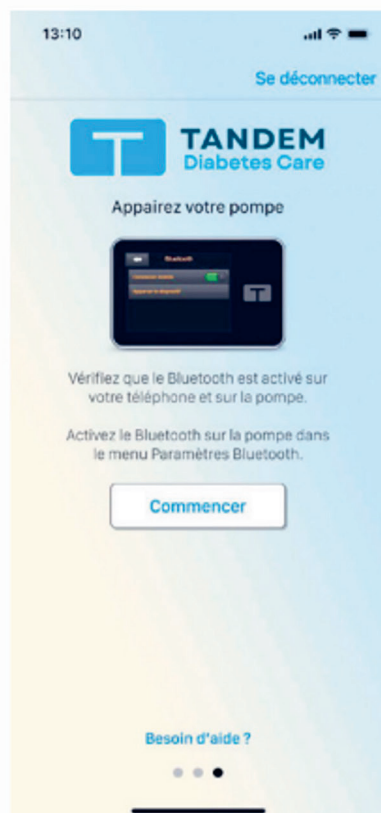 13:10
Se déconnecter
T
TANDEM
Diabetes Care
Appairez votre pompe
Bluetooth
T
Vérifiez que le Bluetooth est activé sur
votre téléphone et sur la pompe.
Activez le Bluetooth sur la pompe dans
le menu Paramètres Bluetooth.
Commencer
Besoin d'aide ?